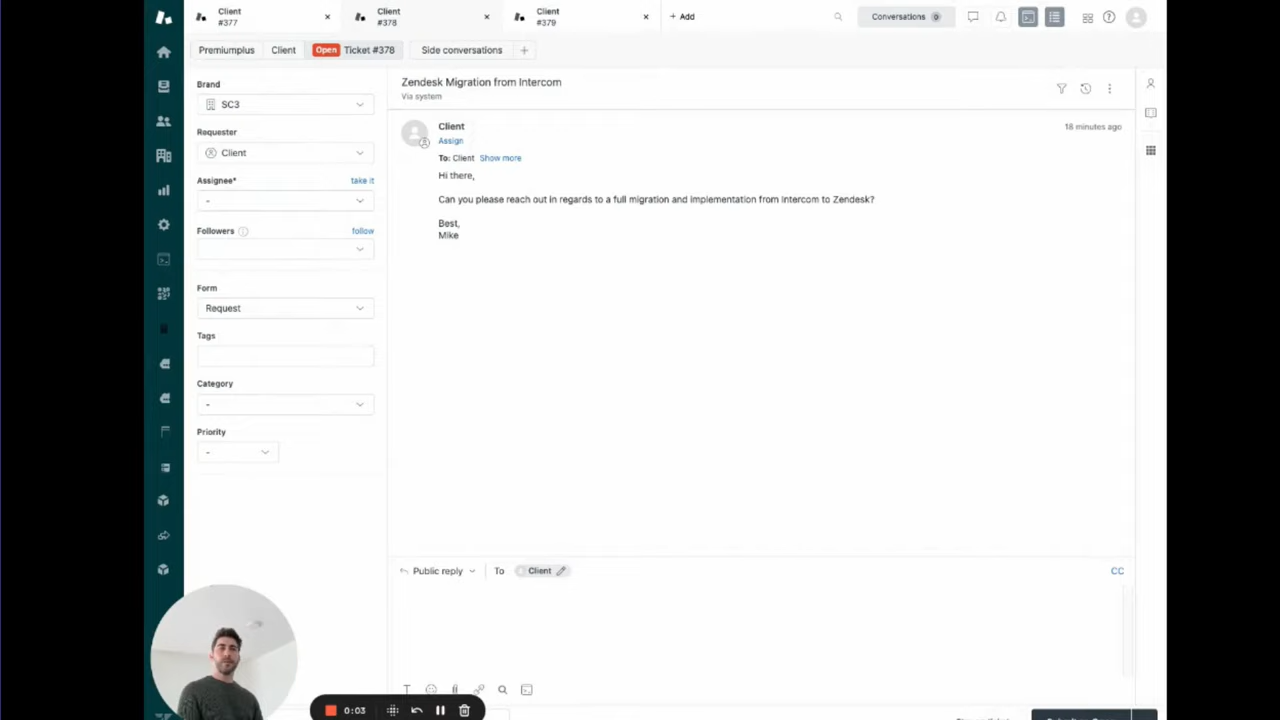 Client
#377
Client
#378
Client
#379
+ Add
Conversations 0
Premiumplus
Client
Open Ticket #378
Side conversations
Brand
SC3
Requester
Client
Assignee*
take it
-
Followers
follow
Form
Request
Tags
Category
-
Priority
-
Zendesk Migration from Intercom
Via system
Client
18 minutes ago
Assign
To: Client Show more
Hi there,
Can you please reach out in regards to a full migration and implementation from Intercom to Zendesk?
Best,
Mike
Public reply
To
Client
CC
T
0:03